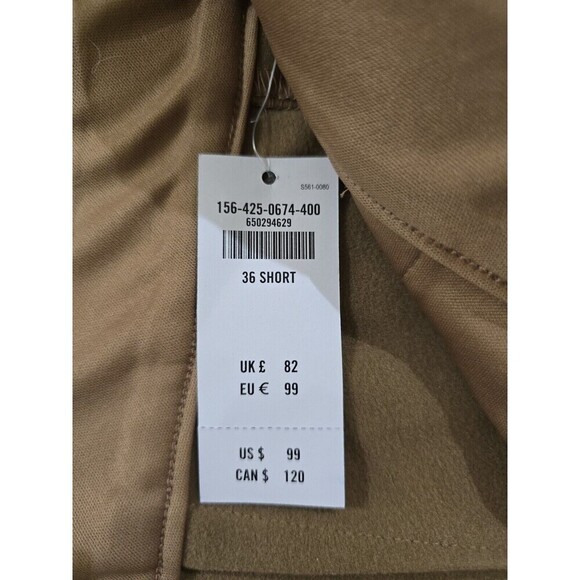 S561-0080
156-425-0674-400
650294629
36 SHORT
UK £ 82
EU € 99
US $ 99
CAN $ 120